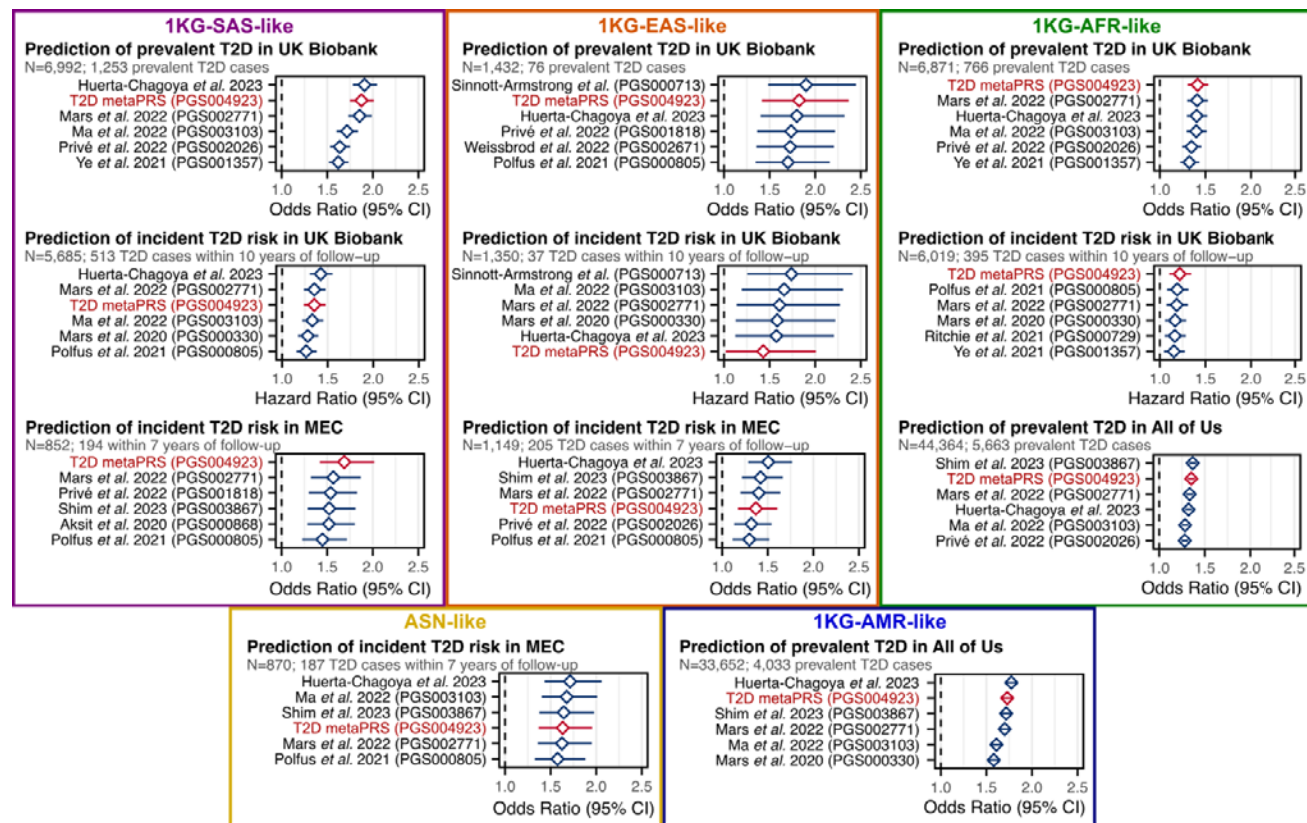 1KG-SAS-like
Prediction of prevalent T2D in UK Biobank
N=6,992; 1,253 prevalent T2D cases
Huerta-Chagoya et al. 2023
T2D metaPRS (PGS004923)
Mars et al. 2022 (PGS002771)
Ma et al. 2022 (PGS003103)
Privé et al. 2022 (PGS002026)
Ye et al. 2021 (PGS001357)
1.0 1.5 2.0 2.5
Odds Ratio (95% CI)
Prediction of incident T2D risk in UK Biobank
N=5,685; 513 T2D cases within 10 years of follow-up
Huerta-Chagoya et al. 2023
Mars et al. 2022 (PGS002771)
T2D metaPRS (PGS004923)
Ma et al. 2022 (PGS003103)
Mars et al. 2020 (PGS000330)
Polfus et al. 2021 (PGS000805)
1.0 1.5 2.0 2.5
Hazard Ratio (95% CI)
Prediction of incident T2D risk in MEC
N=852; 194 within 7 years of follow-up
T2D metaPRS (PGS004923)
Mars et al. 2022 (PGS002771)
Privé et al. 2022 (PGS001818)
Shim et al. 2023 (PGS003867)
Aksit et al. 2020 (PGS000868)
Polfus et al. 2021 (PGS000805)
1.0 1.5 2.0 2.5
Odds Ratio (95% CI)
1KG-EAS-like
Prediction of prevalent T2D in UK Biobank
N=1,432; 76 prevalent T2D cases
Sinnott-Armstrong et al. (PGS000713)
T2D metaPRS (PGS004923)
Huerta-Chagoya et al. 2023
Privé et al. 2022 (PGS001818)
Weissbrod et al. 2022 (PGS002671)
Polfus et al. 2021 (PGS000805)
1.0 1.5 2.0 2.5
Odds Ratio (95% CI)
Prediction of incident T2D risk in UK Biobank
N=1,350; 37 T2D cases within 10 years of follow-up
Sinnott-Armstrong et al. (PGS000713)
Ma et al. 2022 (PGS003103)
Mars et al. 2022 (PGS002771)
Mars et al. 2020 (PGS000330)
Huerta-Chagoya et al. 2023
T2D metaPRS (PGS004923)
1.0 1.5 2.0 2.5
Hazard Ratio (95% CI)
Prediction of incident T2D risk in MEC
N=1,149; 205 T2D cases within 7 years of follow-up
Huerta-Chagoya et al. 2023
Shim et al. 2023 (PGS003867)
Mars et al. 2022 (PGS002771)
T2D metaPRS (PGS004923)
Privé et al. 2022 (PGS002026)
Polfus et al. 2021 (PGS000805)
1.0 1.5 2.0 2.5
Odds Ratio (95% CI)
1KG-AFR-like
Prediction of prevalent T2D in UK Biobank
N=6,871; 766 prevalent T2D cases
T2D metaPRS (PGS004923)
Mars et al. 2022 (PGS002771)
Huerta-Chagoya et al. 2023
Ma et al. 2022 (PGS003103)
Privé et al. 2022 (PGS002026)
Ye et al. 2021 (PGS001357)
1.0 1.5 2.0 2.5
Odds Ratio (95% CI)
Prediction of incident T2D risk in UK Biobank
N=6,019; 395 T2D cases within 10 years of follow-up
T2D metaPRS (PGS004923)
Polfus et al. 2021 (PGS000805)
Mars et al. 2022 (PGS002771)
Mars et al. 2020 (PGS000330)
Ritchie et al. 2021 (PGS000729)
Ye et al. 2021 (PGS001357)
1.0 1.5 2.0 2.5
Hazard Ratio (95% CI)
Prediction of prevalent T2D in All of Us
N=44,364; 5,663 prevalent T2D cases
Shim et al. 2023 (PGS003867)
T2D metaPRS (PGS004923)
Mars et al. 2022 (PGS002771)
Huerta-Chagoya et al. 2023
Ma et al. 2022 (PGS003103)
Privé et al. 2022 (PGS002026)
1.0 1.5 2.0 2.5
Odds Ratio (95% CI)
ASN-like
Prediction of incident T2D risk in MEC
N=870; 187 T2D cases within 7 years of follow-up
Huerta-Chagoya et al. 2023
Ma et al. 2022 (PGS003103)
Shim et al. 2023 (PGS003867)
T2D metaPRS (PGS004923)
Mars et al. 2022 (PGS002771)
Polfus et al. 2021 (PGS000805)
1.0 1.5 2.0 2.5
Odds Ratio (95% CI)
1KG-AMR-like
Prediction of prevalent T2D in All of Us
N=33,652; 4,033 prevalent T2D cases
Huerta-Chagoya et al. 2023
T2D metaPRS (PGS004923)
Shim et al. 2023 (PGS003867)
Mars et al. 2022 (PGS002771)
Ma et al. 2022 (PGS003103)
Mars et al. 2020 (PGS000330)
1.0 1.5 2.0 2.5
Odds Ratio (95% CI)